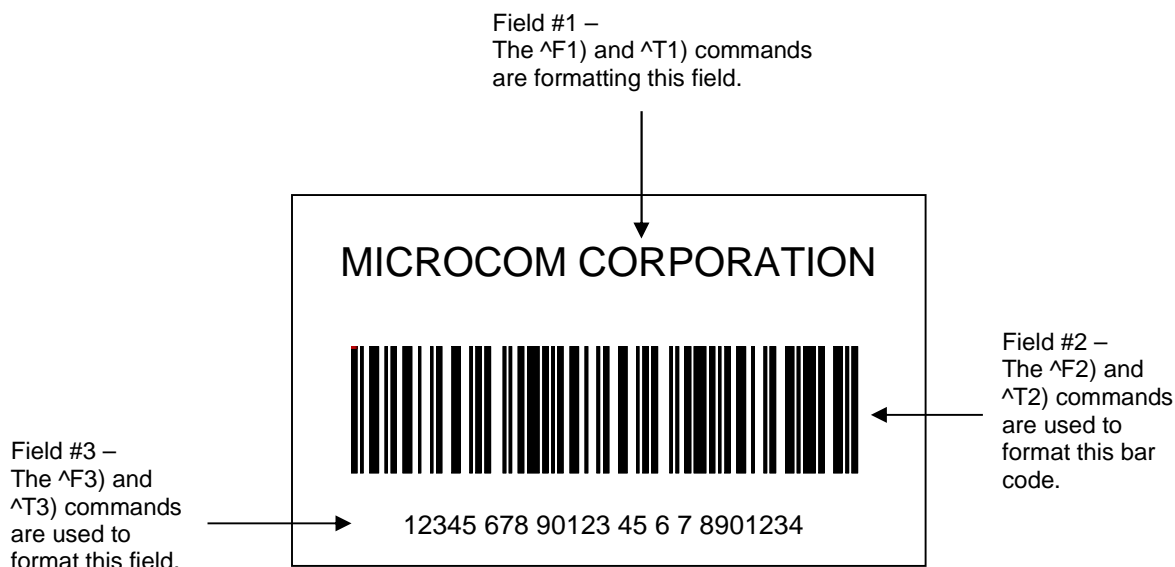 Field #1 –
The ^F1) and ^T1) commands
are formatting this field.
MICROCOM CORPORATION
Field #2 –
The ^F2) and
^T2) commands
are used to
format this bar
code.
Field #3 –
The ^F3) and
^T3) commands
are used to
format this field.
12345 678 90123 45 6 7 8901234